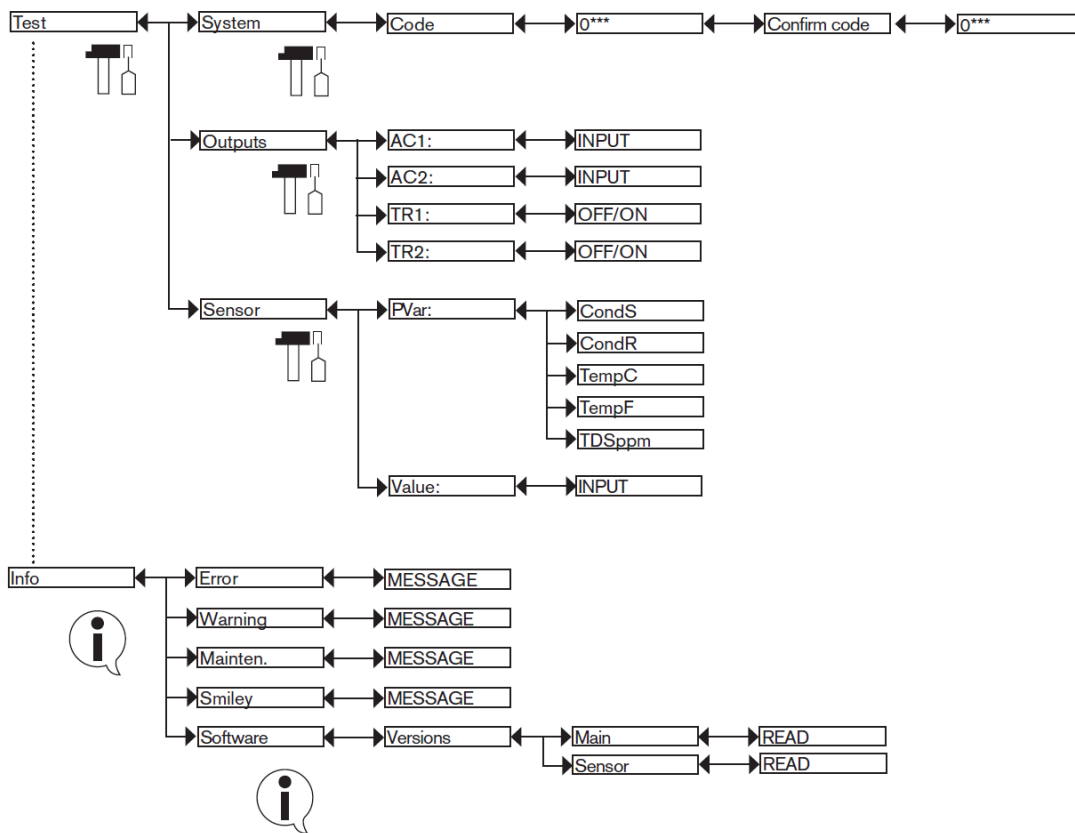 Test System Code 0*** Confirm code 0***
Outputs AC1: INPUT
AC2: INPUT
TR1: OFF/ON
TR2: OFF/ON
Sensor PVar: CondS
CondR
TempC
TempF
TDSppm
Value: INPUT
Info Error MESSAGE
Warning MESSAGE
Mainten. MESSAGE
Smiley MESSAGE
Software Versions Main READ
Sensor READ